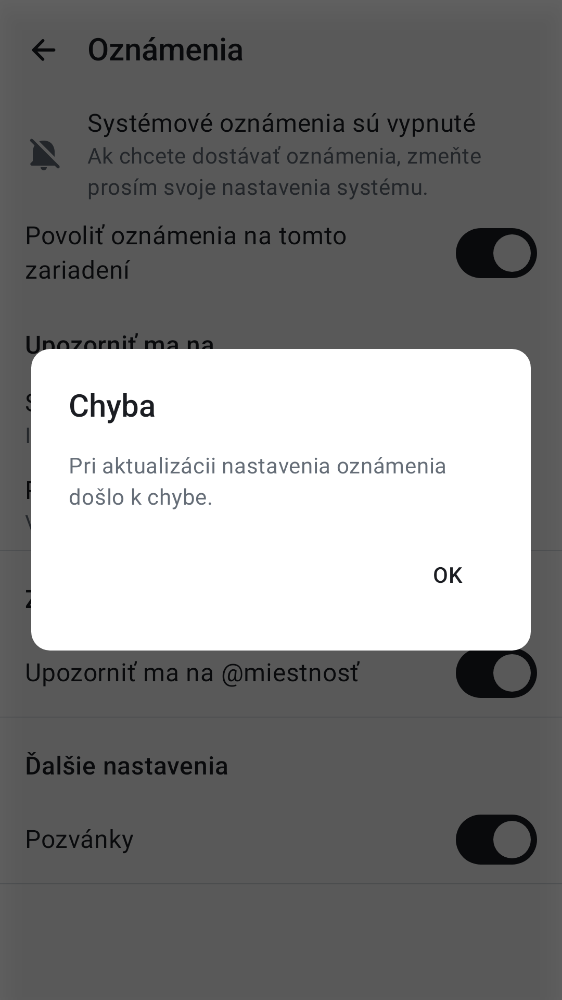 Oznámenia
Systémové oznámenia sú vypnuté
Ak chcete dostávať oznámenia, zmeňte
prosím svoje nastavenia systému.
Povoliť oznámenia na tomto
zariadení
Upozorniť ma na
Chyba
Pri aktualizácii nastavenia oznámenia
došlo k chybe.
OK
Upozorniť ma na @miestnosť
Ďalšie nastavenia
Pozvánky